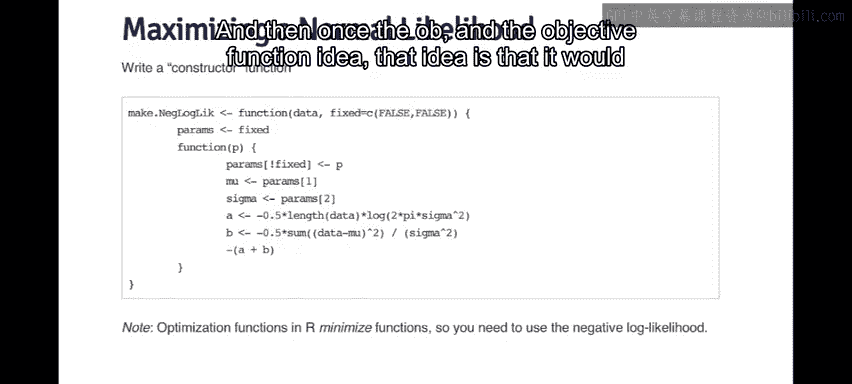 Maximizing a Normal Likelihood
And then once the ob, and the objective
function idea, that idea is that it would
Write a "constructor" function
make.NegLogLik <- function(data, fixed=c(FALSE,FALSE)) {
params <- fixed
function(p) {
params[!fixed] <- p
mu <- params[1]
sigma <- params[2]
a <- -0.5*length(data)*log(2*pi*sigma^2)
b <- -0.5*sum((data-mu)^2) / (sigma^2)
-(a + b)
}
}
Note: Optimization functions in R minimize functions, so you need to use the negative log-likelihood.